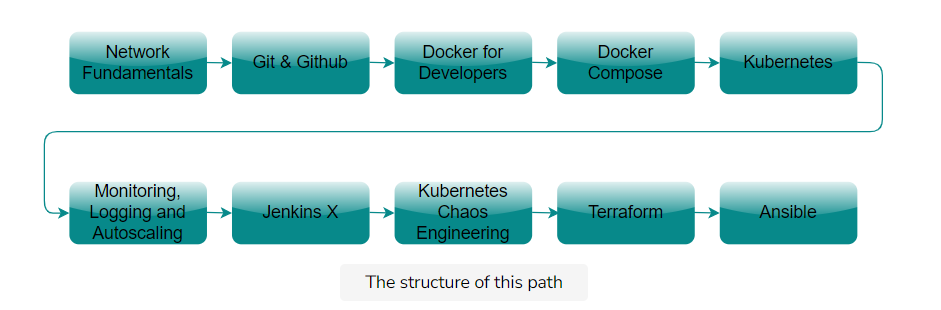 Network
Fundamentals
Git & Github
Docker for
Developers
Docker
Compose
Kubernetes
Monitoring,
Logging and
Autoscaling
Jenkins X
Kubernetes
Chaos
Engineering
Terraform
Ansible
The structure of this path